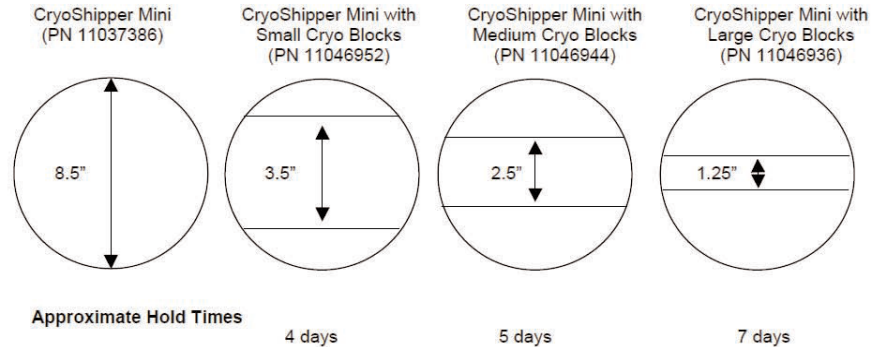 CryoShipper Mini
(PN 11037386)
CryoShipper Mini with
Small Cryo Blocks
(PN 11046952)
CryoShipper Mini with
Medium Cryo Blocks
(PN 11046944)
CryoShipper Mini with
Large Cryo Blocks
(PN 11046936)
8.5”
3.5”
2.5”
1.25”
Approximate Hold Times
4 days
5 days
7 days